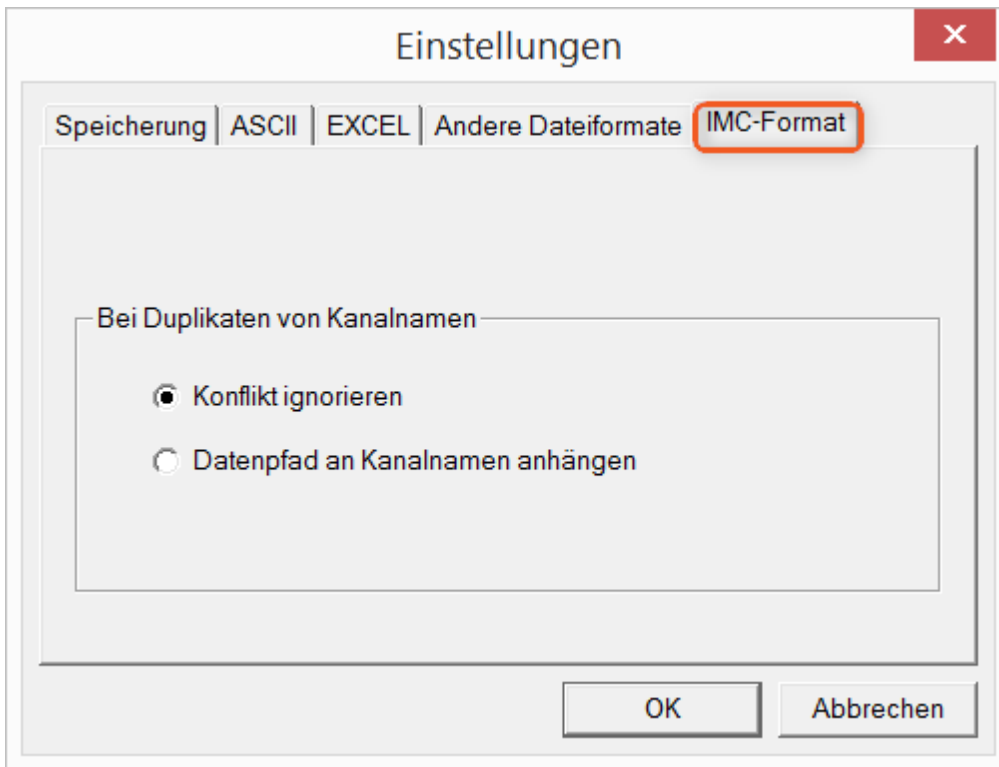 Einstellungen
Speicherung ASCII EXCEL Andere Dateiformate IMC-Format
Bei Duplikaten von Kanalnamen
Konflikt ignorieren
Datenpfad an Kanalnamen anhängen
OK Abbrechen